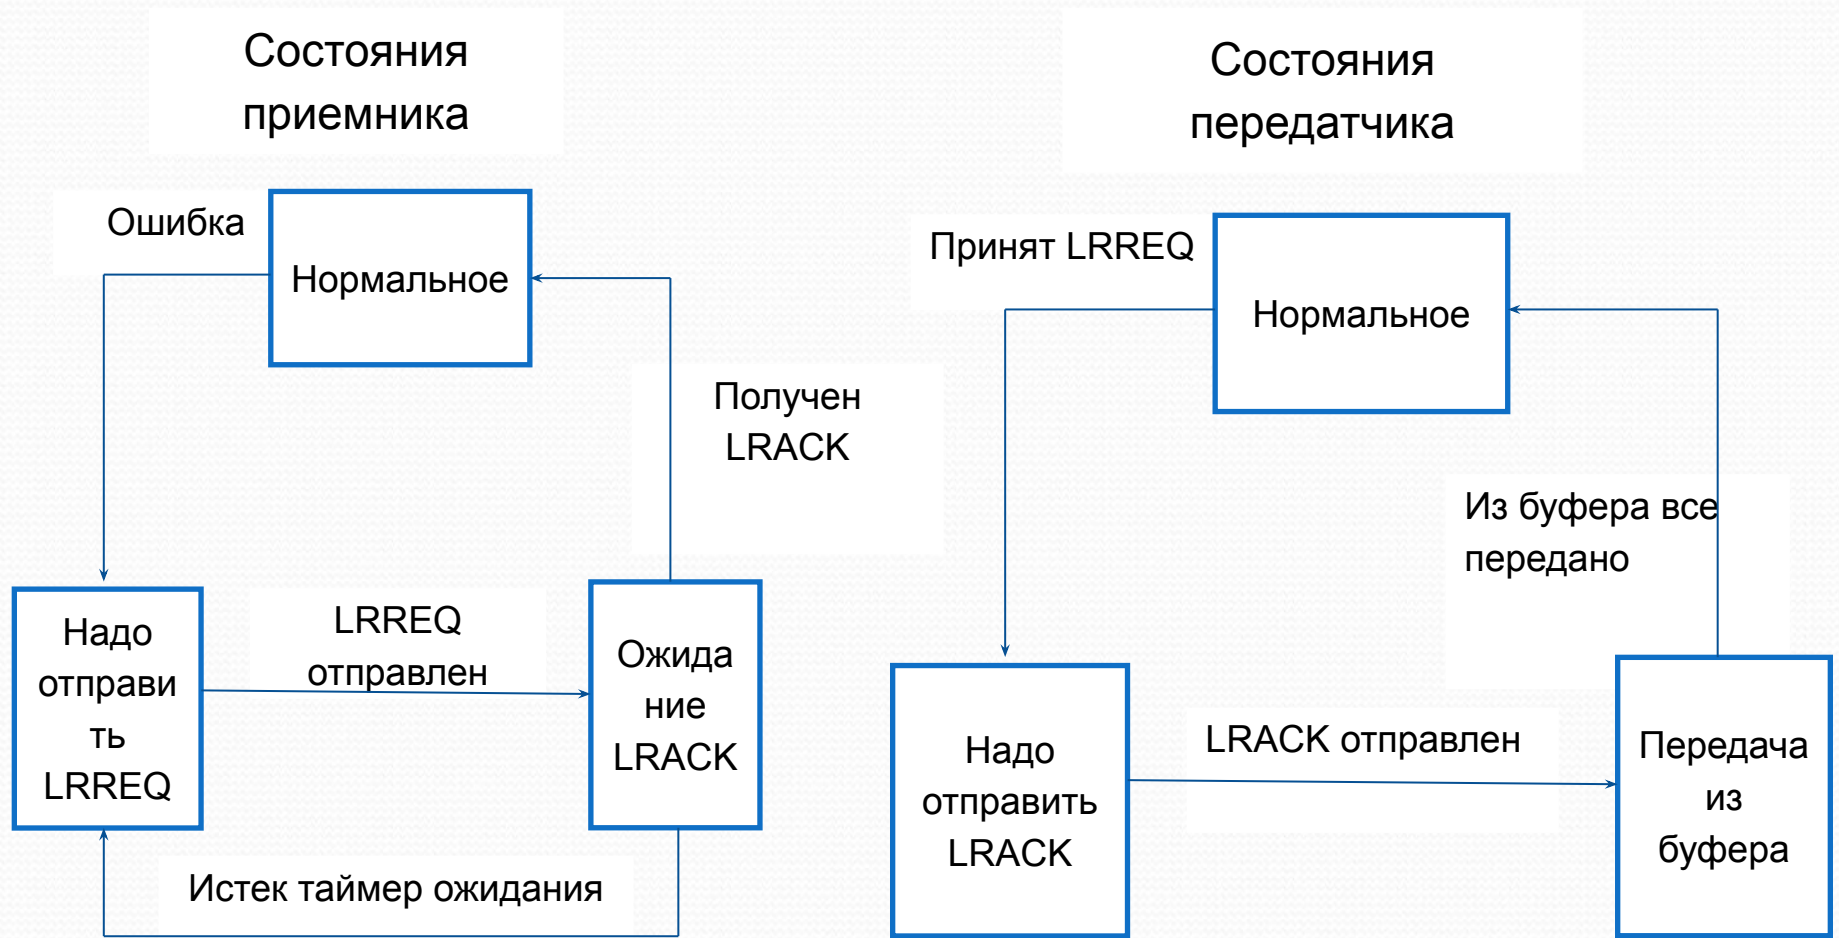 Состояния
приемника
Ошибка
Нормальное
Получен
LRACK
Надо
отправи
ть
LRREQ
LRREQ
отправлен
Ожида
ние
LRACK
Истек таймер ожидания
Состояния
передатчика
Принят LRREQ
Нормальное
Из буфера все
передано
Надо
отправить
LRACK
LRACK отправлен
Передача
из
буфера